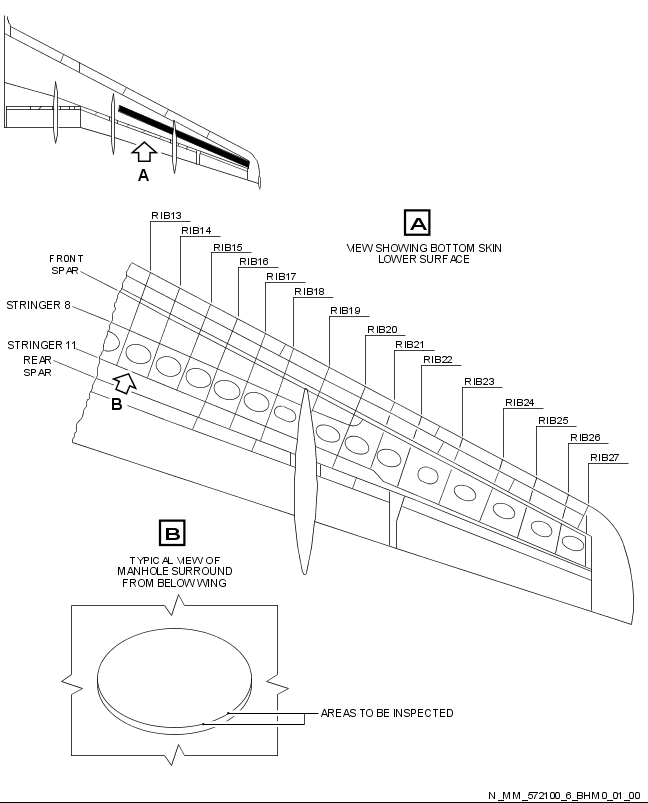 A
A
VIEW SHOWING BOTTOM SKIN
LOWER SURFACE
RIB13
RIB14
RIB15
RIB16
RIB17
RIB18
RIB19
RIB20
RIB21
RIB22
RIB23
RIB24
RIB25
RIB26
RIB27
FRONT
SPAR
STRINGER 8
STRINGER 11
REAR
SPAR
B
B
TYPICAL VIEW OF
MANHOLE SURROUND
FROM BELOW WING
AREAS TO BE INSPECTED
N_MM_572100_6_BHM0_01_00